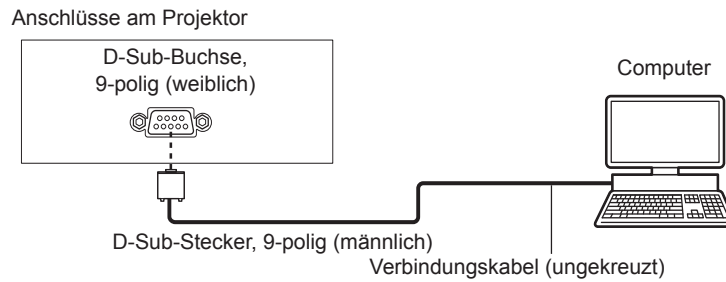 Anschlüsse am Projektor
D-Sub-Buchse,
9-polig (weiblich)
Computer
D-Sub-Stecker, 9-polig (männlich)
Verbindungskabel (ungekreuzt)